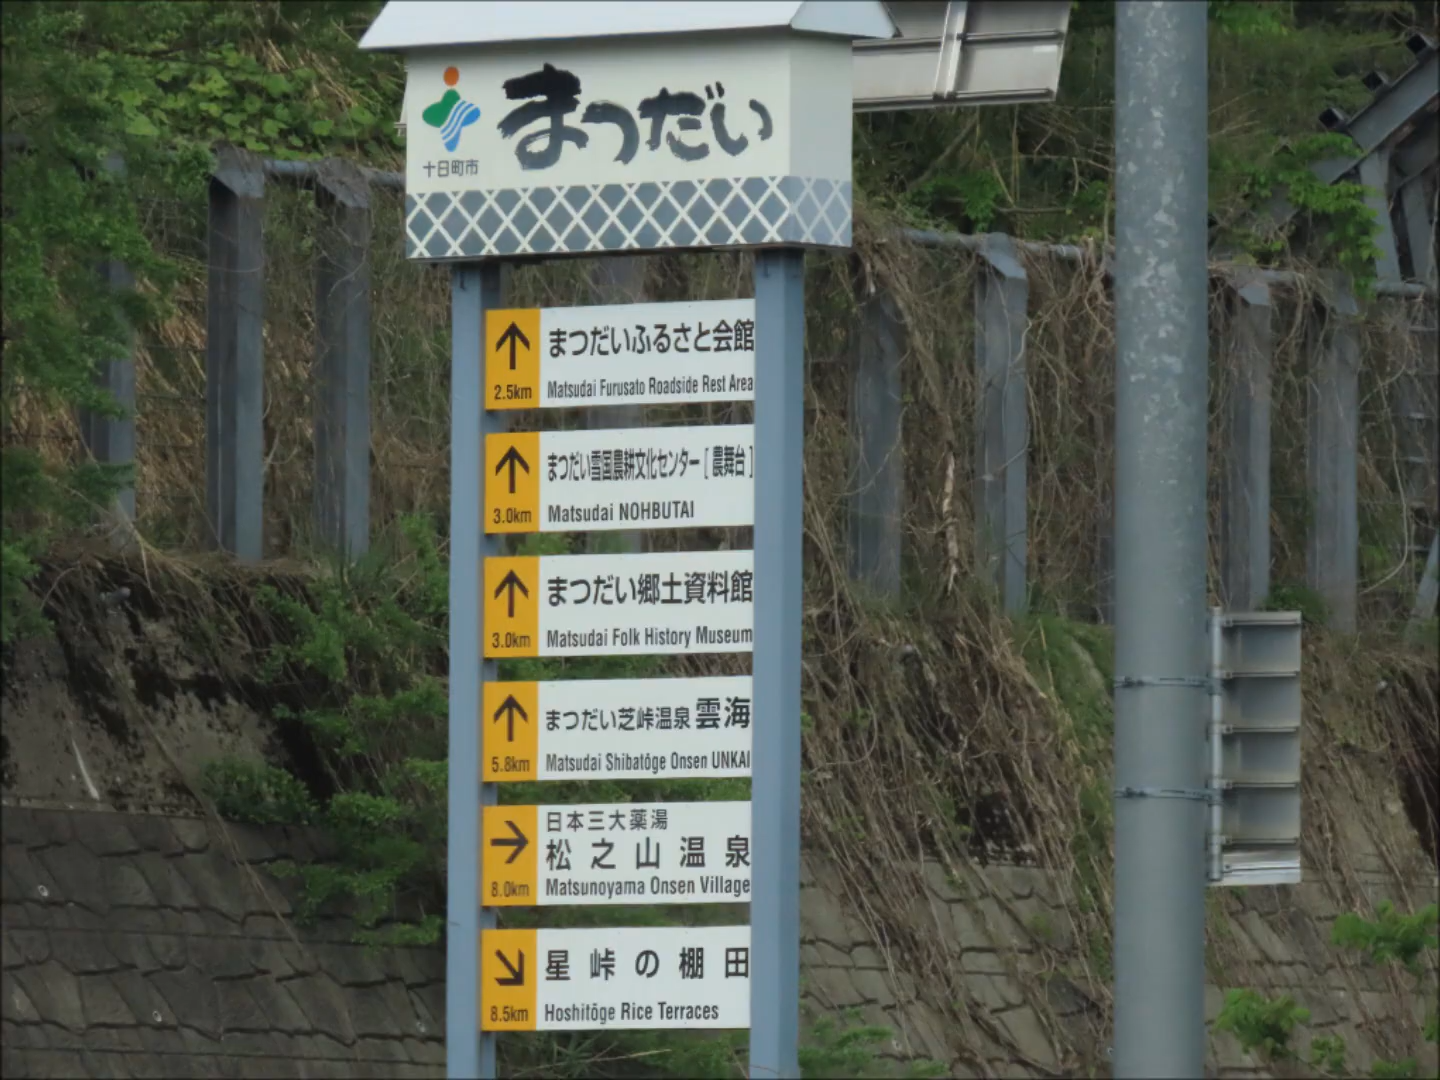 まつだい
十日町市
まつだいふるさと会館
2.5km Matsudai Furusato Roadside Rest Area
まつだい雪国農耕文化センター [ 農舞台 ]
3.0km Matsudai NOHBUTAI
まつだい郷土資料館
3.0km Matsudai Folk History Museum
まつだい芝峠温泉 雲海
5.8km Matsudai Shibatōge Onsen UNKAI
日本三大薬湯
松之山温泉
8.0km Matsunoyama Onsen Village
星峠の棚田
8.5km Hoshitōge Rice Terraces